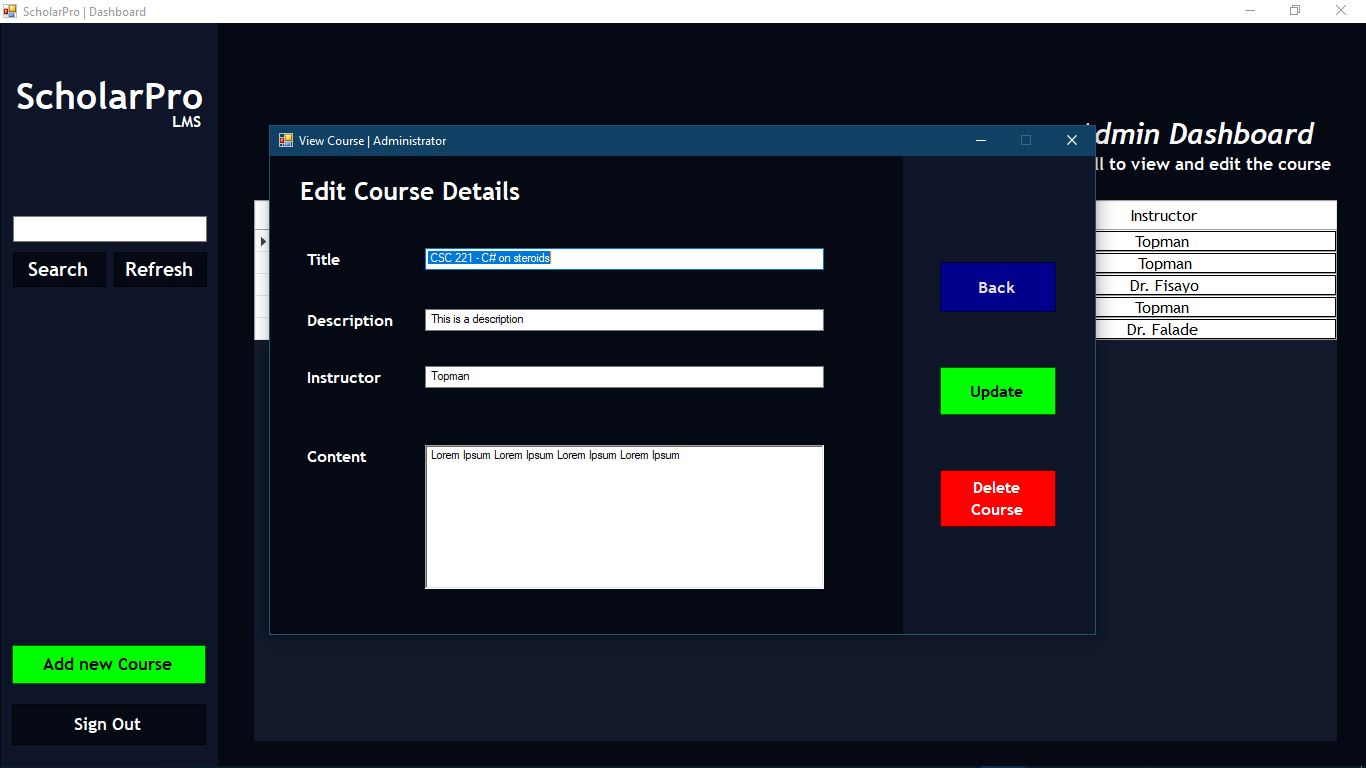 ScholarPro | Dashboard
ScholarPro
LMS
Search
Refresh
Add new Course
Sign Out
dmin Dashboard
ll to view and edit the course
Instructor
Topman
Topman
Dr. Fisayo
Topman
Dr. Falade
View Course | Administrator
Edit Course Details
Title
CSC 221 - C# on steroids
Description
This is a description
Instructor
Topman
Content
Lorem Ipsum Lorem Ipsum Lorem Ipsum Lorem Ipsum
Back
Update
Delete
Course